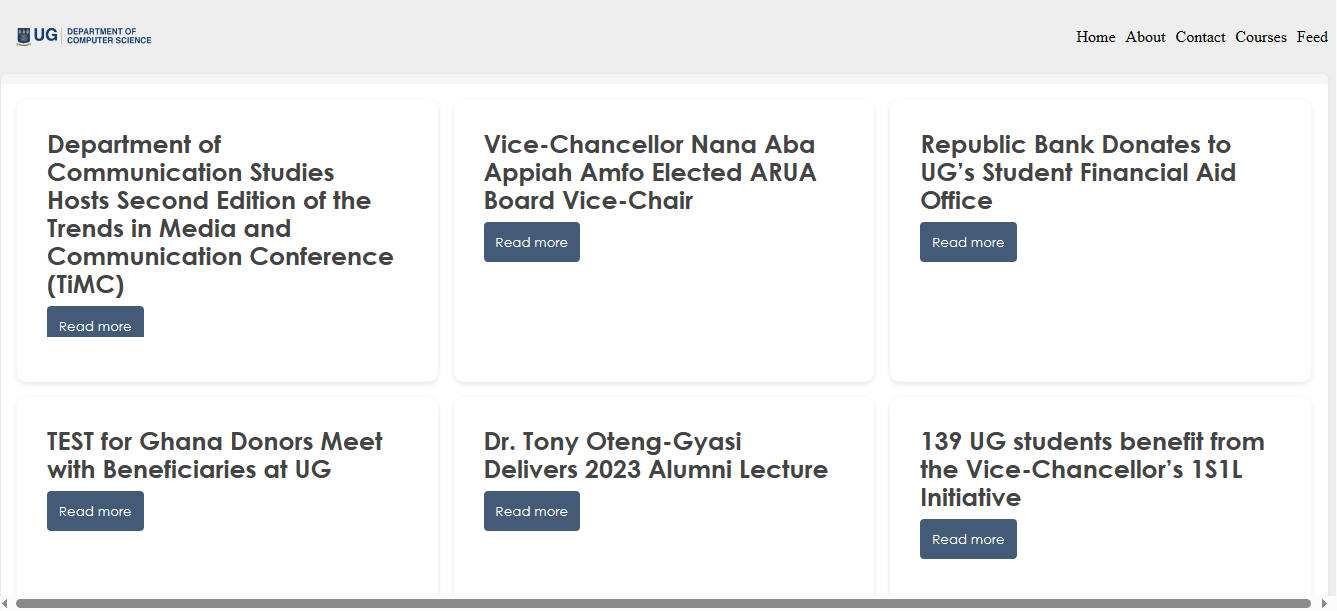 UG DEPARTMENT OF
COMPUTER SCIENCE
Home About Contact Courses Feed
Department of
Communication Studies
Hosts Second Edition of the
Trends in Media and
Communication Conference
(TiMC)
Read more
Vice-Chancellor Nana Aba
Appiah Amfo Elected ARUA
Board Vice-Chair
Read more
Republic Bank Donates to
UG’s Student Financial Aid
Office
Read more
TEST for Ghana Donors Meet
with Beneficiaries at UG
Read more
Dr. Tony Oteng-Gyasi
Delivers 2023 Alumni Lecture
Read more
139 UG students benefit from
the Vice-Chancellor’s 1S1L
Initiative
Read more